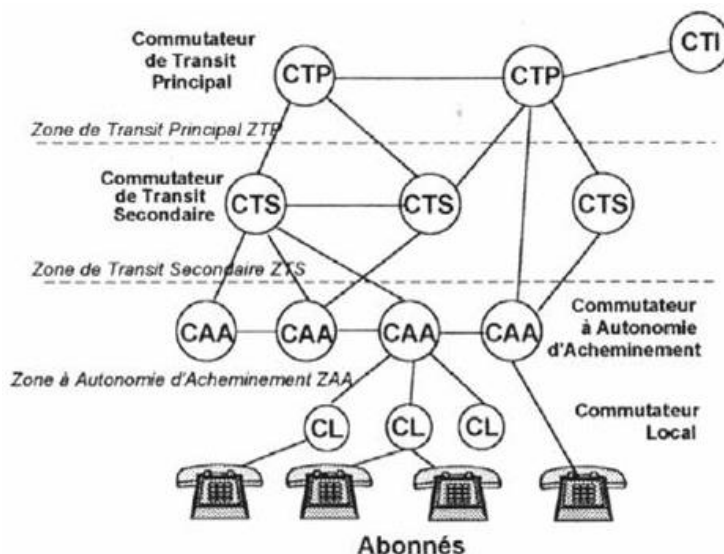 Commutateur
de Transit
Principal
CTP
CTP
CTI
Zone de Transit Principal ZTP
Commutateur
de Transit
Secondaire
CTS
CTS
CTS
Zone de Transit Secondaire ZTS
CAA
CAA
CAA
CAA
Commutateur
à Autonomie
d'Acheminement
Zone à Autonomie d'Acheminement ZAA
CL
CL
CL
Commutateur
Local
Abonnés